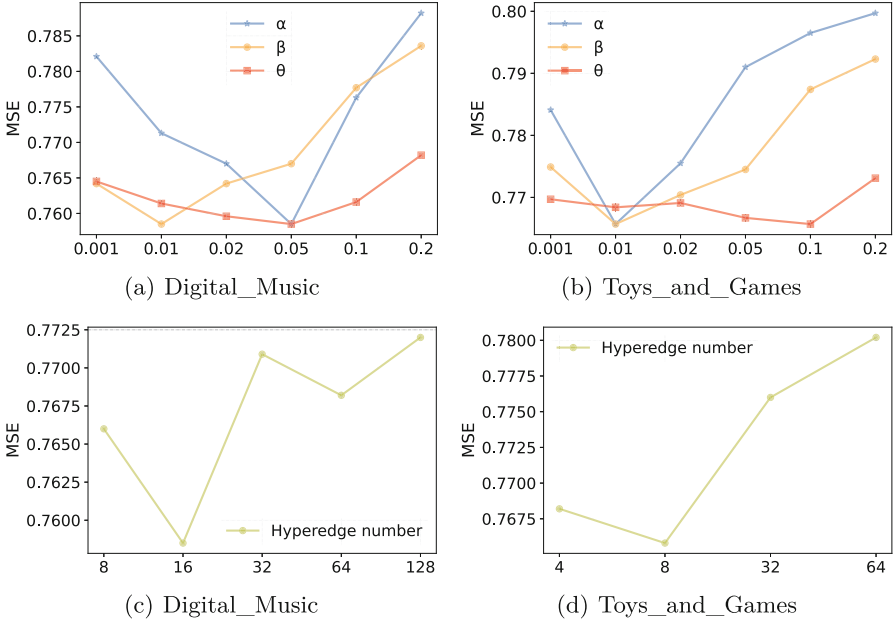 0.785
0.780
0.775
0.770
0.765
0.760
MSE
α
β
θ
0.001 0.01 0.02 0.05 0.1 0.2
(a) Digital_Music
0.80
0.79
0.78
0.77
MSE
α
β
θ
0.001 0.01 0.02 0.05 0.1 0.2
(b) Toys_and_Games
0.7725
0.7700
0.7675
0.7650
0.7625
0.7600
MSE
Hyperedge number
8 16 32 64 128
(c) Digital_Music
0.7800
0.7775
0.7750
0.7725
0.7700
0.7675
MSE
Hyperedge number
4 8 32 64
(d) Toys_and_Games